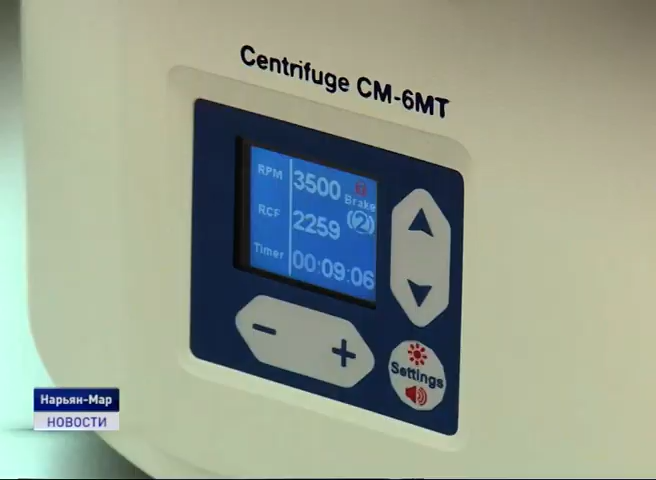 Centrifuge CM-6MT
RPM 3500
Brake
RCF 2259 (2)
Timer 00:09:06
− +
Settings
Нарьян-Мар
НОВОСТИ